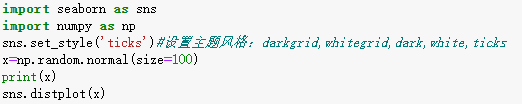 import seaborn as sns
import numpy as np
sns.set_style('ticks')#设置主题风格：darkgrid,whitegrid,dark,white,ticks
x=np.random.normal(size=100)
print(x)
sns.distplot(x)